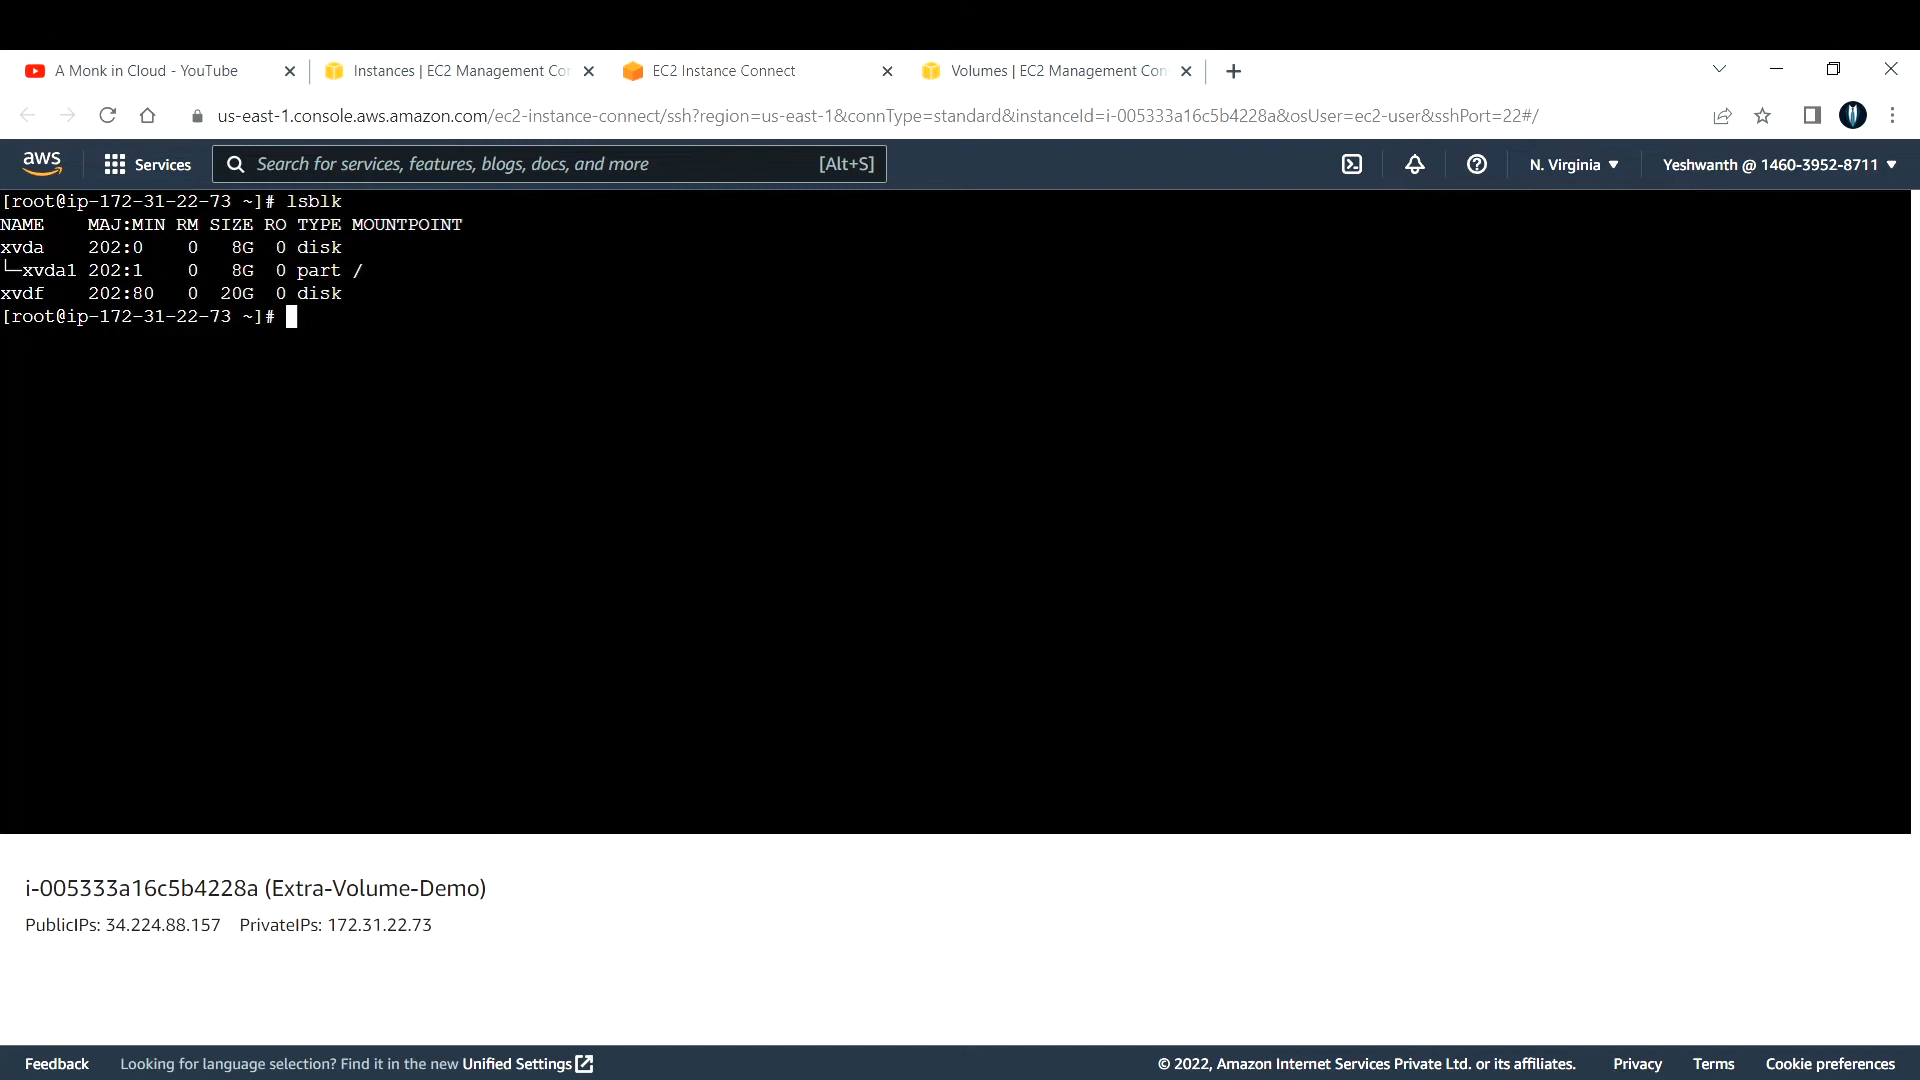 A Monk in Cloud - YouTube
Instances | EC2 Management Con
EC2 Instance Connect
Volumes | EC2 Management Con
us-east-1.console.aws.amazon.com/ec2-instance-connect/ssh?region=us-east-1&connType=standard&instanceId=i-005333a16c5b4228a&osUser=ec2-user&sshPort=22#/
aws
Services
Search for services, features, blogs, docs, and more
[Alt+S]
N. Virginia
Yeshwanth @ 1460-3952-8711
[root@ip-172-31-22-73 ~]# lsblk
NAME    MAJ:MIN RM SIZE RO TYPE MOUNTPOINT
xvda    202:0    0   8G  0 disk
└─xvda1 202:1    0   8G  0 part /
xvdf    202:80   0  20G  0 disk
[root@ip-172-31-22-73 ~]#
i-005333a16c5b4228a (Extra-Volume-Demo)
PublicIPs: 34.224.88.157 PrivateIPs: 172.31.22.73
Feedback
Looking for language selection? Find it in the new Unified Settings
© 2022, Amazon Internet Services Private Ltd. or its affiliates.
Privacy
Terms
Cookie preferences